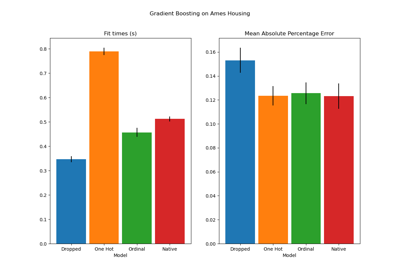 Gradient Boosting on Ames Housing
Fit times (s)
0.8
0.7
0.6
0.5
0.4
0.3
0.2
0.1
0.0
Dropped One Hot Ordinal Native
Model
Mean Absolute Percentage Error
0.16
0.14
0.12
0.10
0.08
0.06
0.04
0.02
0.00
Dropped One Hot Ordinal Native
Model